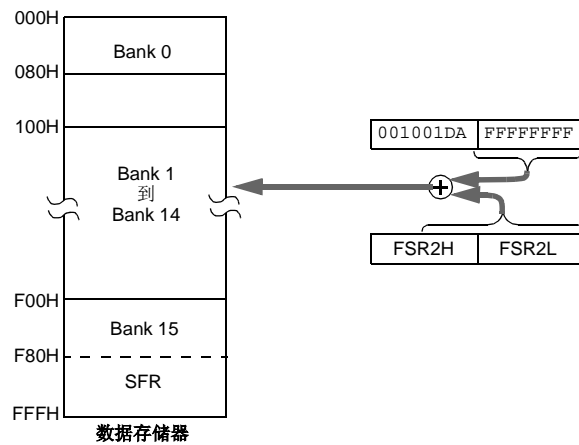 000H
Bank 0
080H
100H
001001DA FFFFFFFF
Bank 1
到
Bank 14
FSR2H FSR2L
F00H
Bank 15
F80H
SFR
FFFH
数据存储器